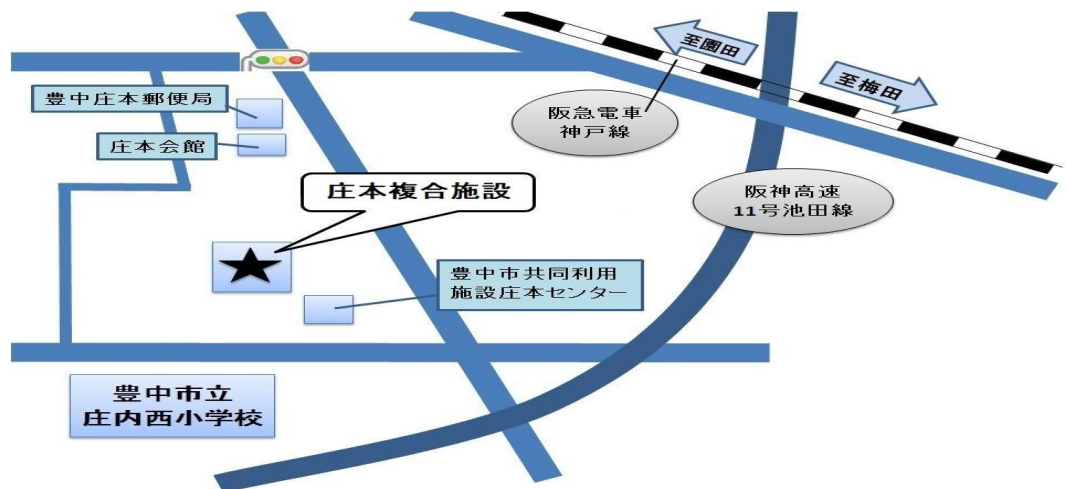 至園田
至梅田
豊中庄本郵便局
阪急電車
神戸線
庄本会館
庄本複合施設
阪神高速
11号池田線
豊中市共同利用
施設庄本センター
豊中市立
庄内西小学校